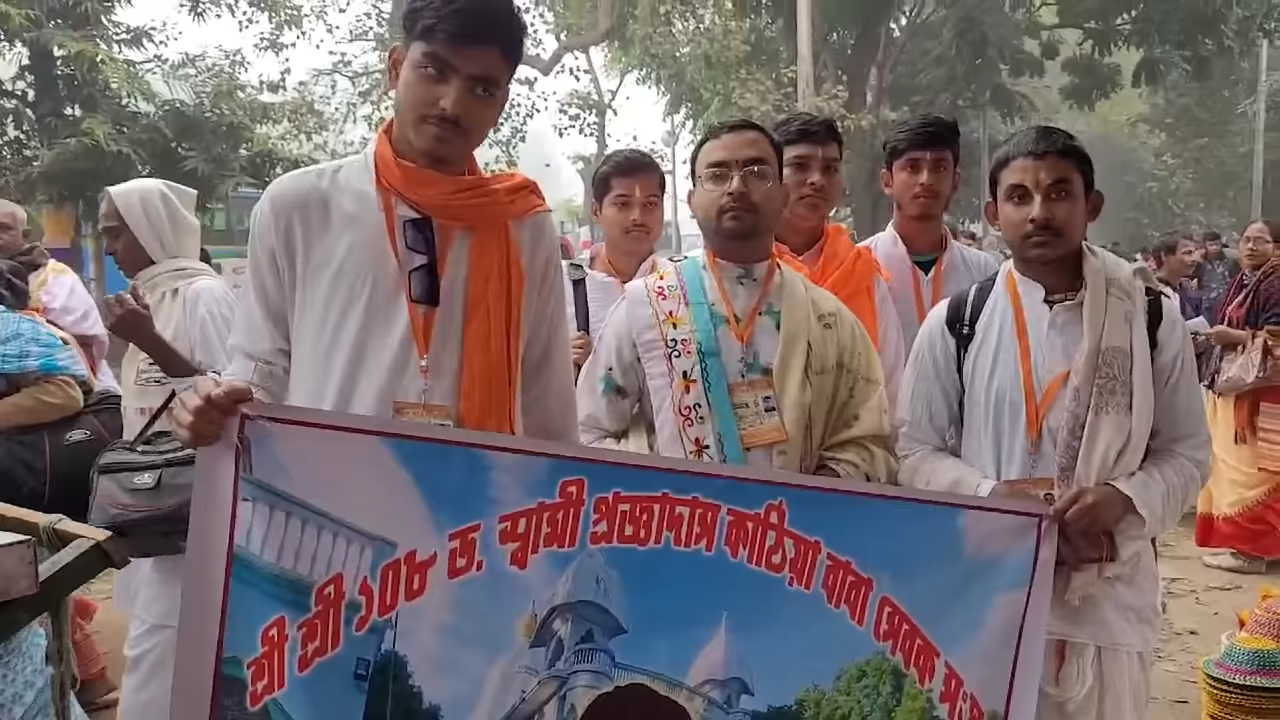 শ্রী শ্রী ১০৮ ড. স্বামী প্রজ্ঞাদাস কাঠিয়া বাবা সেবক